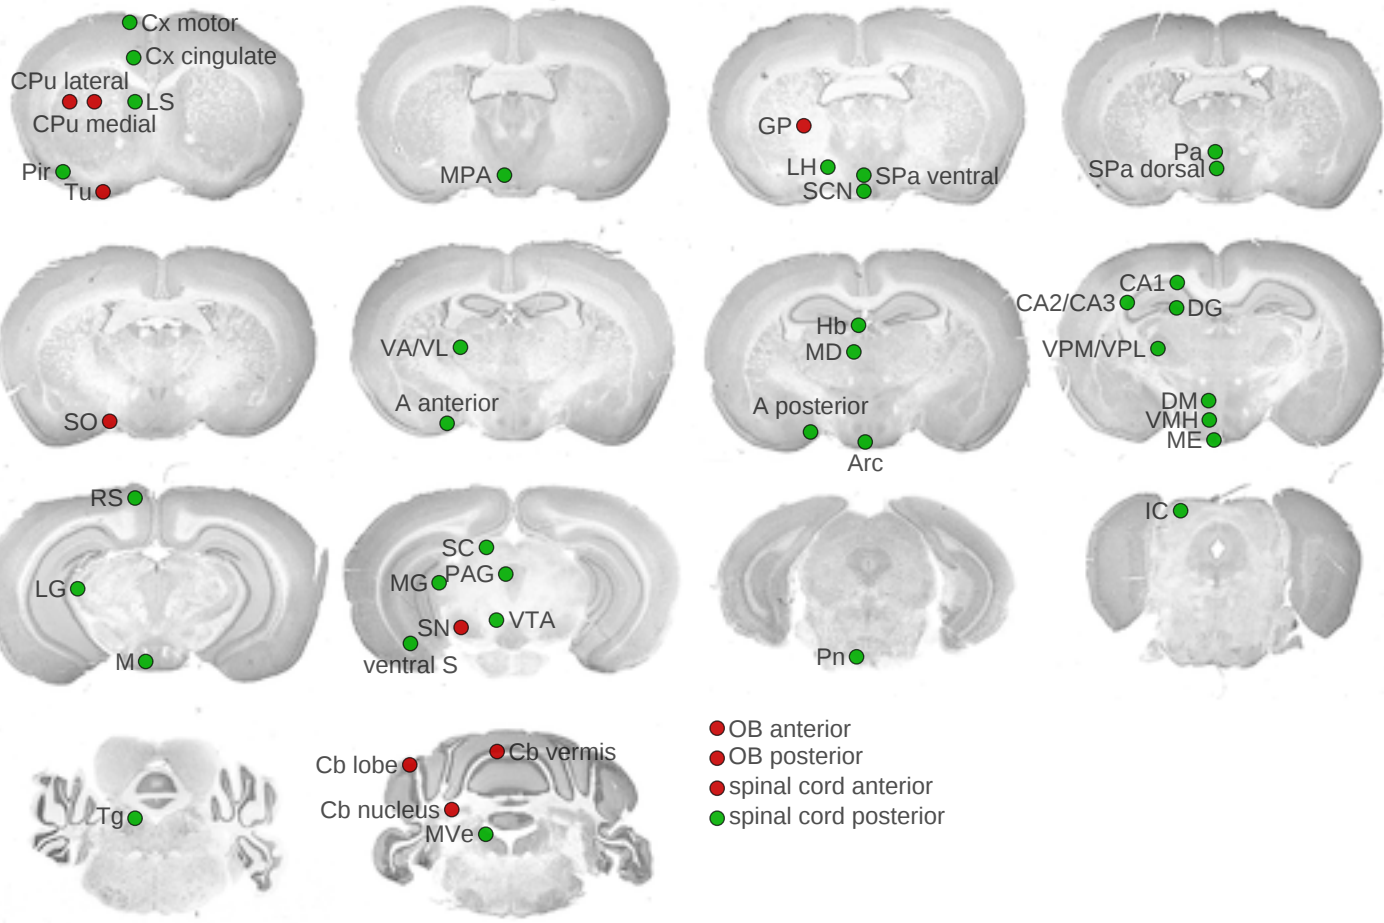 Cx motor
Cx cingulate
CPu lateral
LS
CPu medial
Pir
Tu
MPA
GP
LH
SPa ventral
SCN
Pa
SPa dorsal
SO
VA/VL
A anterior
Hb
MD
A posterior
Arc
CA1
CA2/CA3
DG
VPM/VPL
DM
VMH
ME
RS
LG
M
SC
MG
PAG
SN
VTA
ventral S
Pn
IC
Tg
Cb lobe
Cb vermis
Cb nucleus
MVe
OB anterior
OB posterior
spinal cord anterior
spinal cord posterior